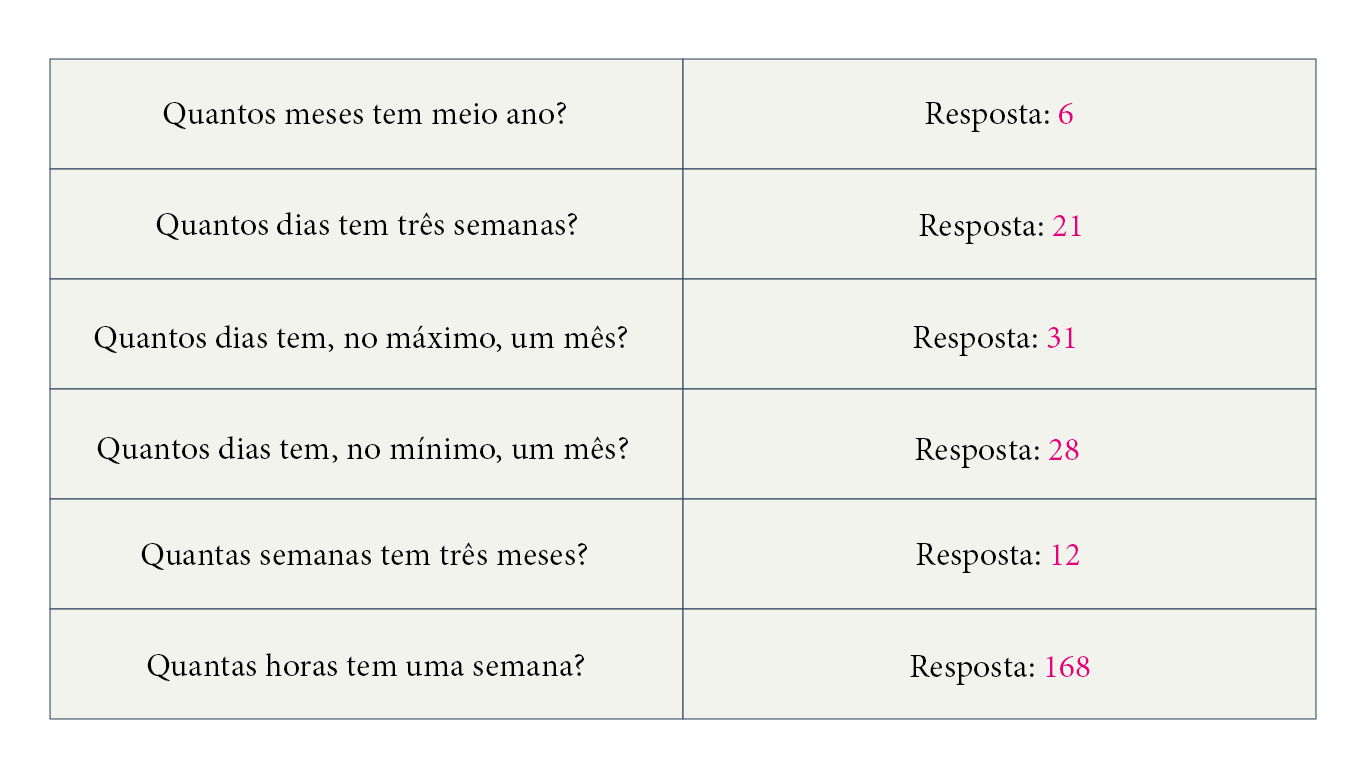 Quantos meses tem meio ano?
Resposta: 6
Quantos dias tem três semanas?
Resposta: 21
Quantos dias tem, no máximo, um mês?
Resposta: 31
Quantos dias tem, no mínimo, um mês?
Resposta: 28
Quantas semanas tem três meses?
Resposta: 12
Quantas horas tem uma semana?
Resposta: 168